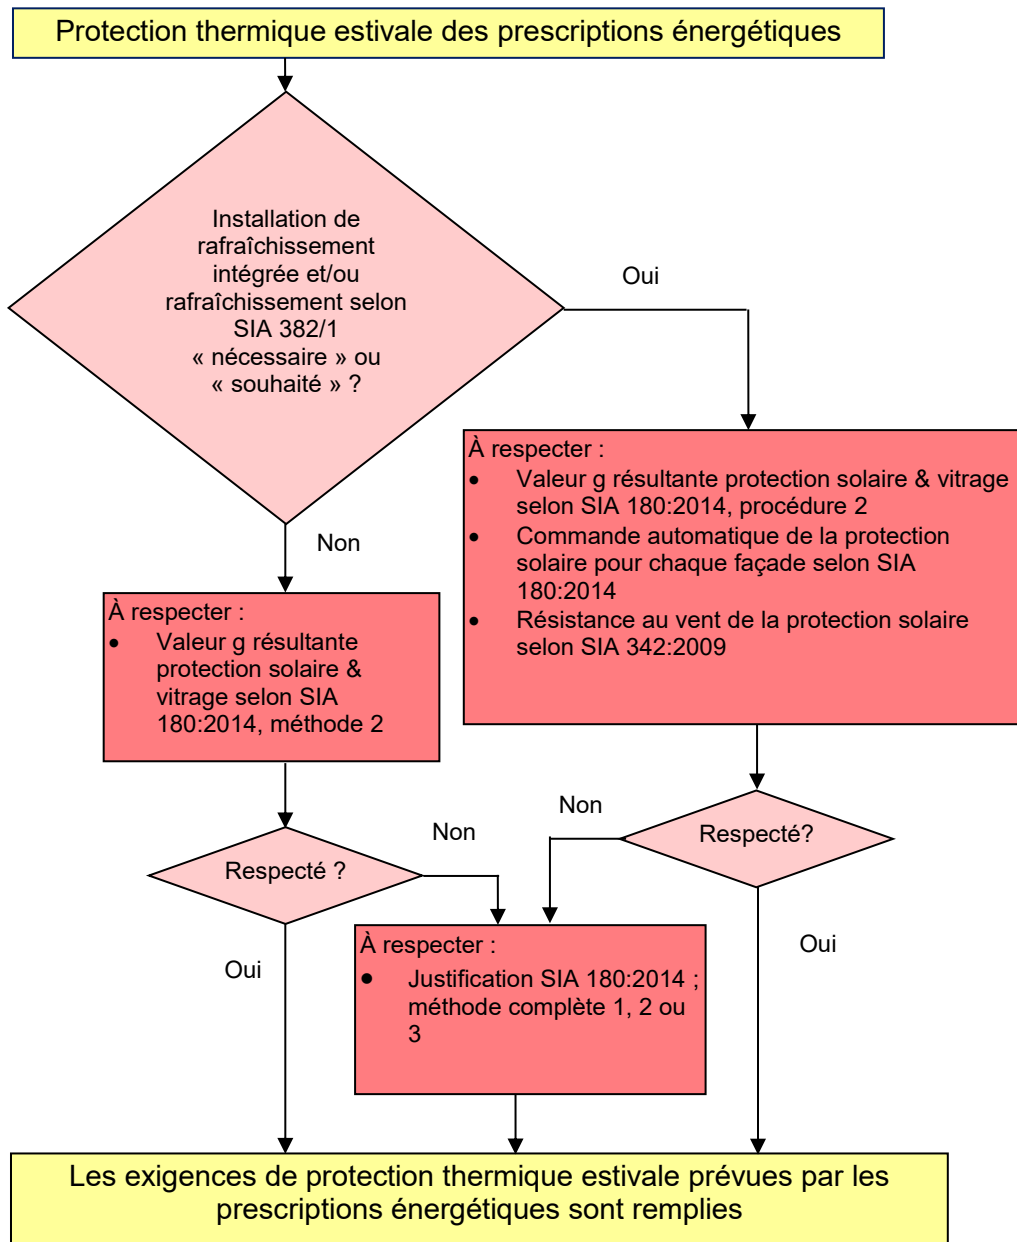 Protection thermique estivale des prescriptions énergétiques
Installation de
rafraîchissement
intégrée et/ou
rafraîchissement selon
SIA 382/1
« nécessaire » ou
« souhaité » ?
Oui
Non
À respecter :
• Valeur g résultante protection solaire & vitrage
selon SIA 180:2014, procédure 2
• Commande automatique de la protection
solaire pour chaque façade selon SIA
180:2014
• Résistance au vent de la protection solaire
selon SIA 342:2009
À respecter :
• Valeur g résultante
protection solaire &
vitrage selon SIA
180:2014, méthode 2
Respecté ?
Non
Oui
Respecté?
Non
Oui
À respecter :
• Justification SIA 180:2014 ;
méthode complète 1, 2 ou
3
Les exigences de protection thermique estivale prévues par les
prescriptions énergétiques sont remplies